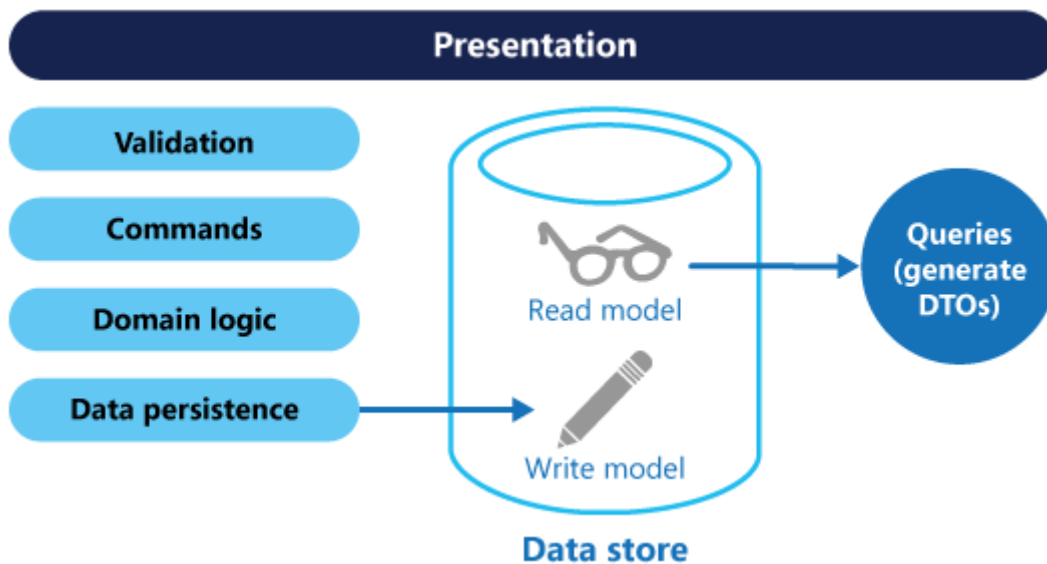 Presentation
Validation
Commands
Domain logic
Data persistence
Read model
Write model
Data store
Queries
(generate
DTOs)